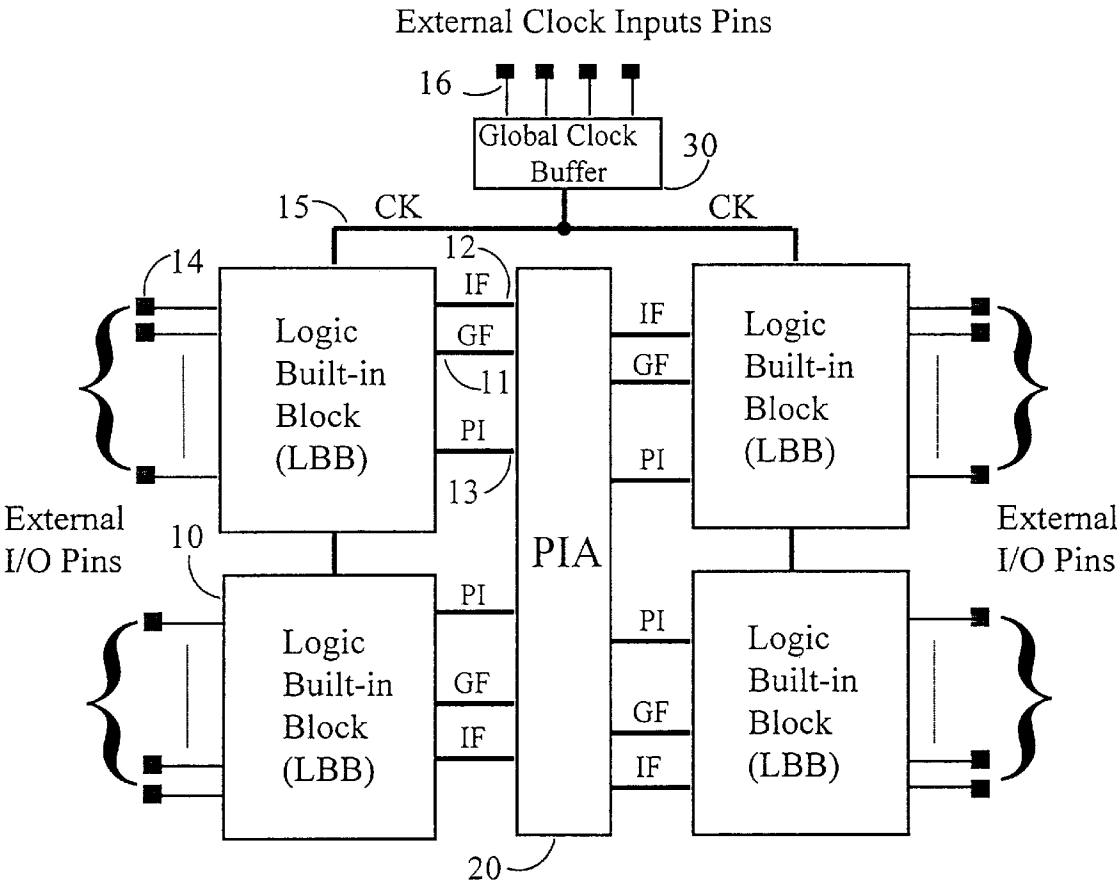 External Clock Inputs Pins
16
Global Clock
Buffer
30
15
CK
CK
14
12
IF
GF
11
PI
13
IF
GF
PI
Logic
Built-in
Block
(LBB)
Logic
Built-in
Block
(LBB)
External
I/O Pins
External
I/O Pins
10
PIA
PI
GF
IF
PI
GF
IF
Logic
Built-in
Block
(LBB)
Logic
Built-in
Block
(LBB)
20